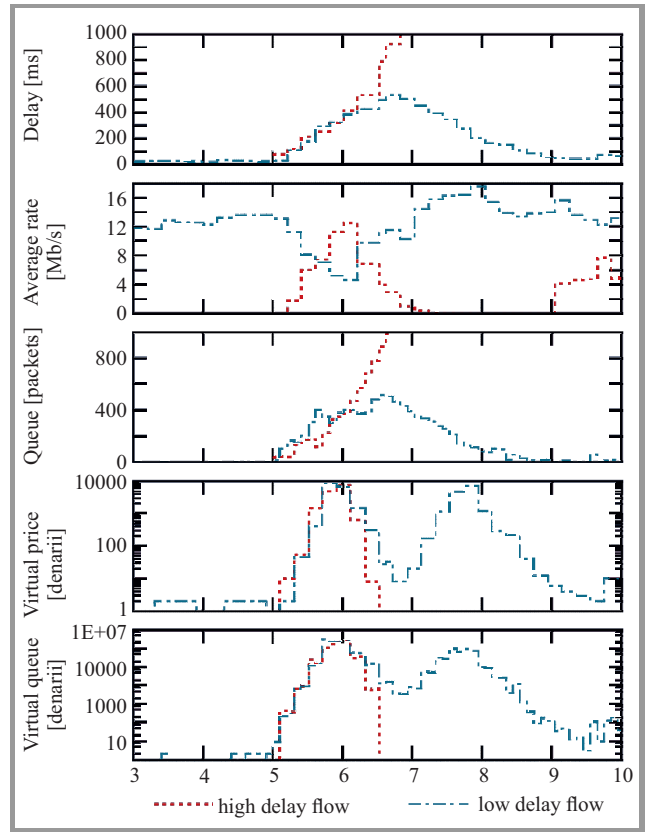 Delay [ms]
1000
800
600
400
200
0
Average rate
[Mb/s]
16
12
8
4
0
Queue [packets]
800
400
0
Virtual price
[denarii]
10000
100
1
Virtual queue
[denarii]
1E+07
10000
1000
10
3 4 5 6 7 8 9 10
high delay flow low delay flow